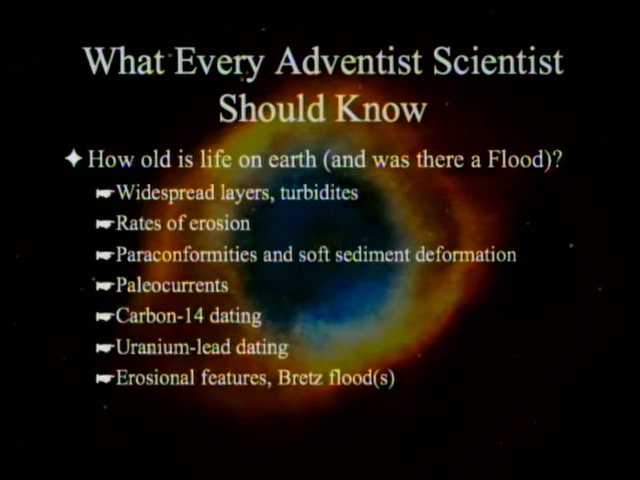 What Every Adventist Scientist
Should Know
How old is life on earth (and was there a Flood)?
Widespread layers, turbidites
Rates of erosion
Paraconformities and soft sediment deformation
Paleocurrents
Carbon-14 dating
Uranium-lead dating
Erosional features, Bretz flood(s)